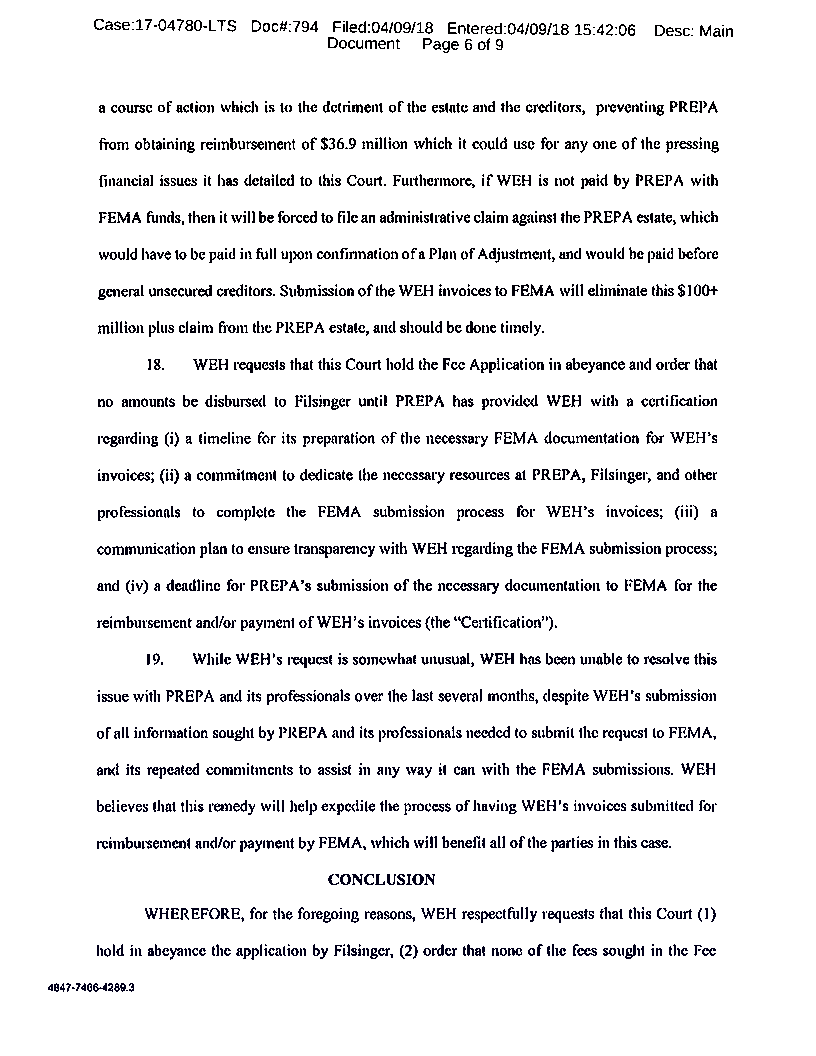 Case:17-04780-LTS Doc#:794 Filed:04/09/18 Entered:04/09/18 15:42:06 Desc: Main
Document Page 6 of 9
a course of action which is to the detriment of the estate and the creditors, preventing PREPA
from obtaining reimbursement of $36.9 million which it could use for any one of the pressing
financial issues it has detailed to this Court. Furthermore, if WEH is not paid by PREPA with
FEMA funds, then it will be forced to file an administrative claim against the PREPA estate, which
would have to be paid in full upon confirmation of a Plan of Adjustment, and would be paid before
general unsecured creditors. Submission of the WEH invoices to FEMA will eliminate this $100+
million plus claim from the PREPA estate, and should be done timely.
18. WEH requests that this Court hold the Fee Application in abeyance and order that
no amounts be disbursed to Filsinger until PREPA has provided WEH with a certification
regarding (i) a timeline for its preparation of the necessary FEMA documentation for WEH's
invoices; (ii) a commitment to dedicate the necessary resources at PREPA, Filsinger, and other
professionals to complete the FEMA submission process for WEH's invoices; (iii) a
communication plan to ensure transparency with WEH regarding the FEMA submission process;
and (iv) a deadline for PREPA's submission of the necessary documentation to FEMA for the
reimbursement and/or payment of WEH's invoices (the "Certification").
19. While WEH's request is somewhat unusual, WEH has been unable to resolve this
issue with PREPA and its professionals over the last several months, despite WEH's submission
of all information sought by PREPA and its professionals needed to submit the request to FEMA,
and its repeated commitments to assist in any way it can with the FEMA submissions. WEH
believes that this remedy will help expedite the process of having WEH's invoices submitted for
reimbursement and/or payment by FEMA, which will benefit all of the parties in this case.
CONCLUSION
WHEREFORE, for the foregoing reasons, WEH respectfully requests that this Court (1)
hold in abeyance the application by Filsinger, (2) order that none of the fees sought in the Fee
4847-7466-4289.3